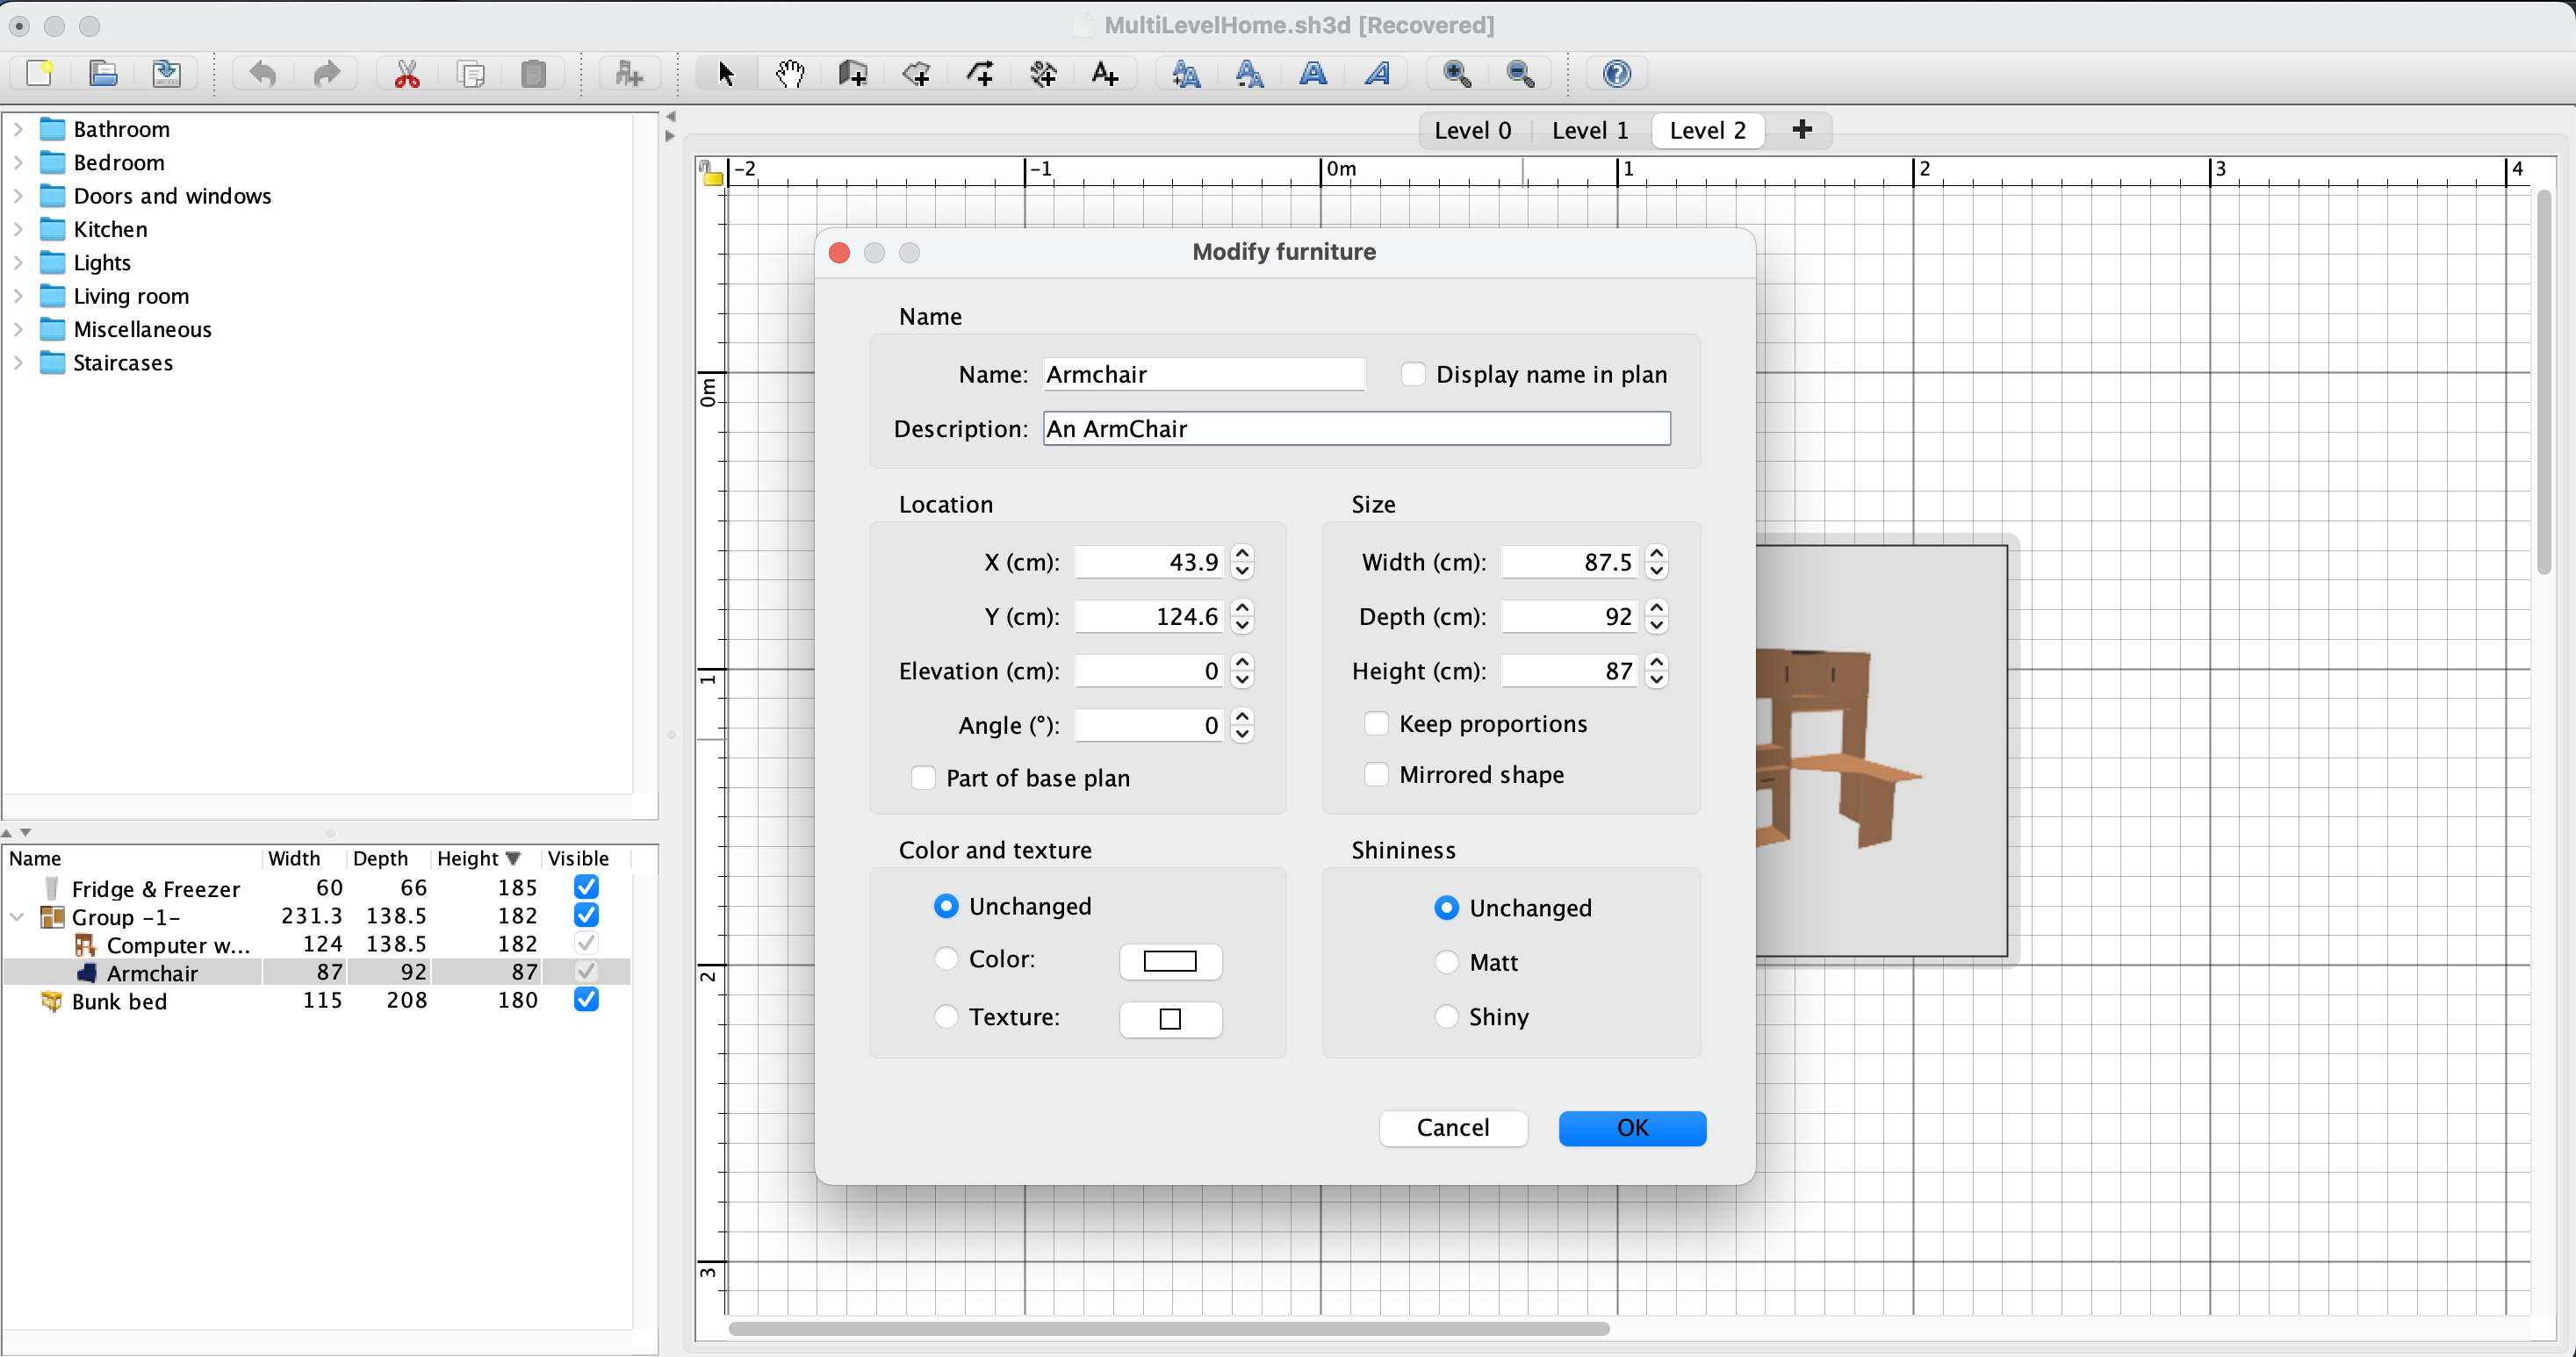 MultiLevelHome.sh3d [Recovered]
Bathroom
Bedroom
Doors and windows
Kitchen
Lights
Living room
Miscellaneous
Staircases
Name Width Depth Height Visible
Fridge & Freezer 60 66 185
Group -1- 231.3 138.5 182
Computer w... 124 138.5 182
Armchair 87 92 87
Bunk bed 115 208 180
Level 0 Level 1 Level 2
-2 -1 0m 1 2 3 4
0m
1
2
3
Modify furniture
Name
Name: Armchair Display name in plan
Description: An ArmChair
Location
X (cm): 43.9
Y (cm): 124.6
Elevation (cm): 0
Angle (°): 0
Part of base plan
Size
Width (cm): 87.5
Depth (cm): 92
Height (cm): 87
Keep proportions
Mirrored shape
Color and texture
Unchanged
Color:
Texture:
Shininess
Unchanged
Matt
Shiny
Cancel OK